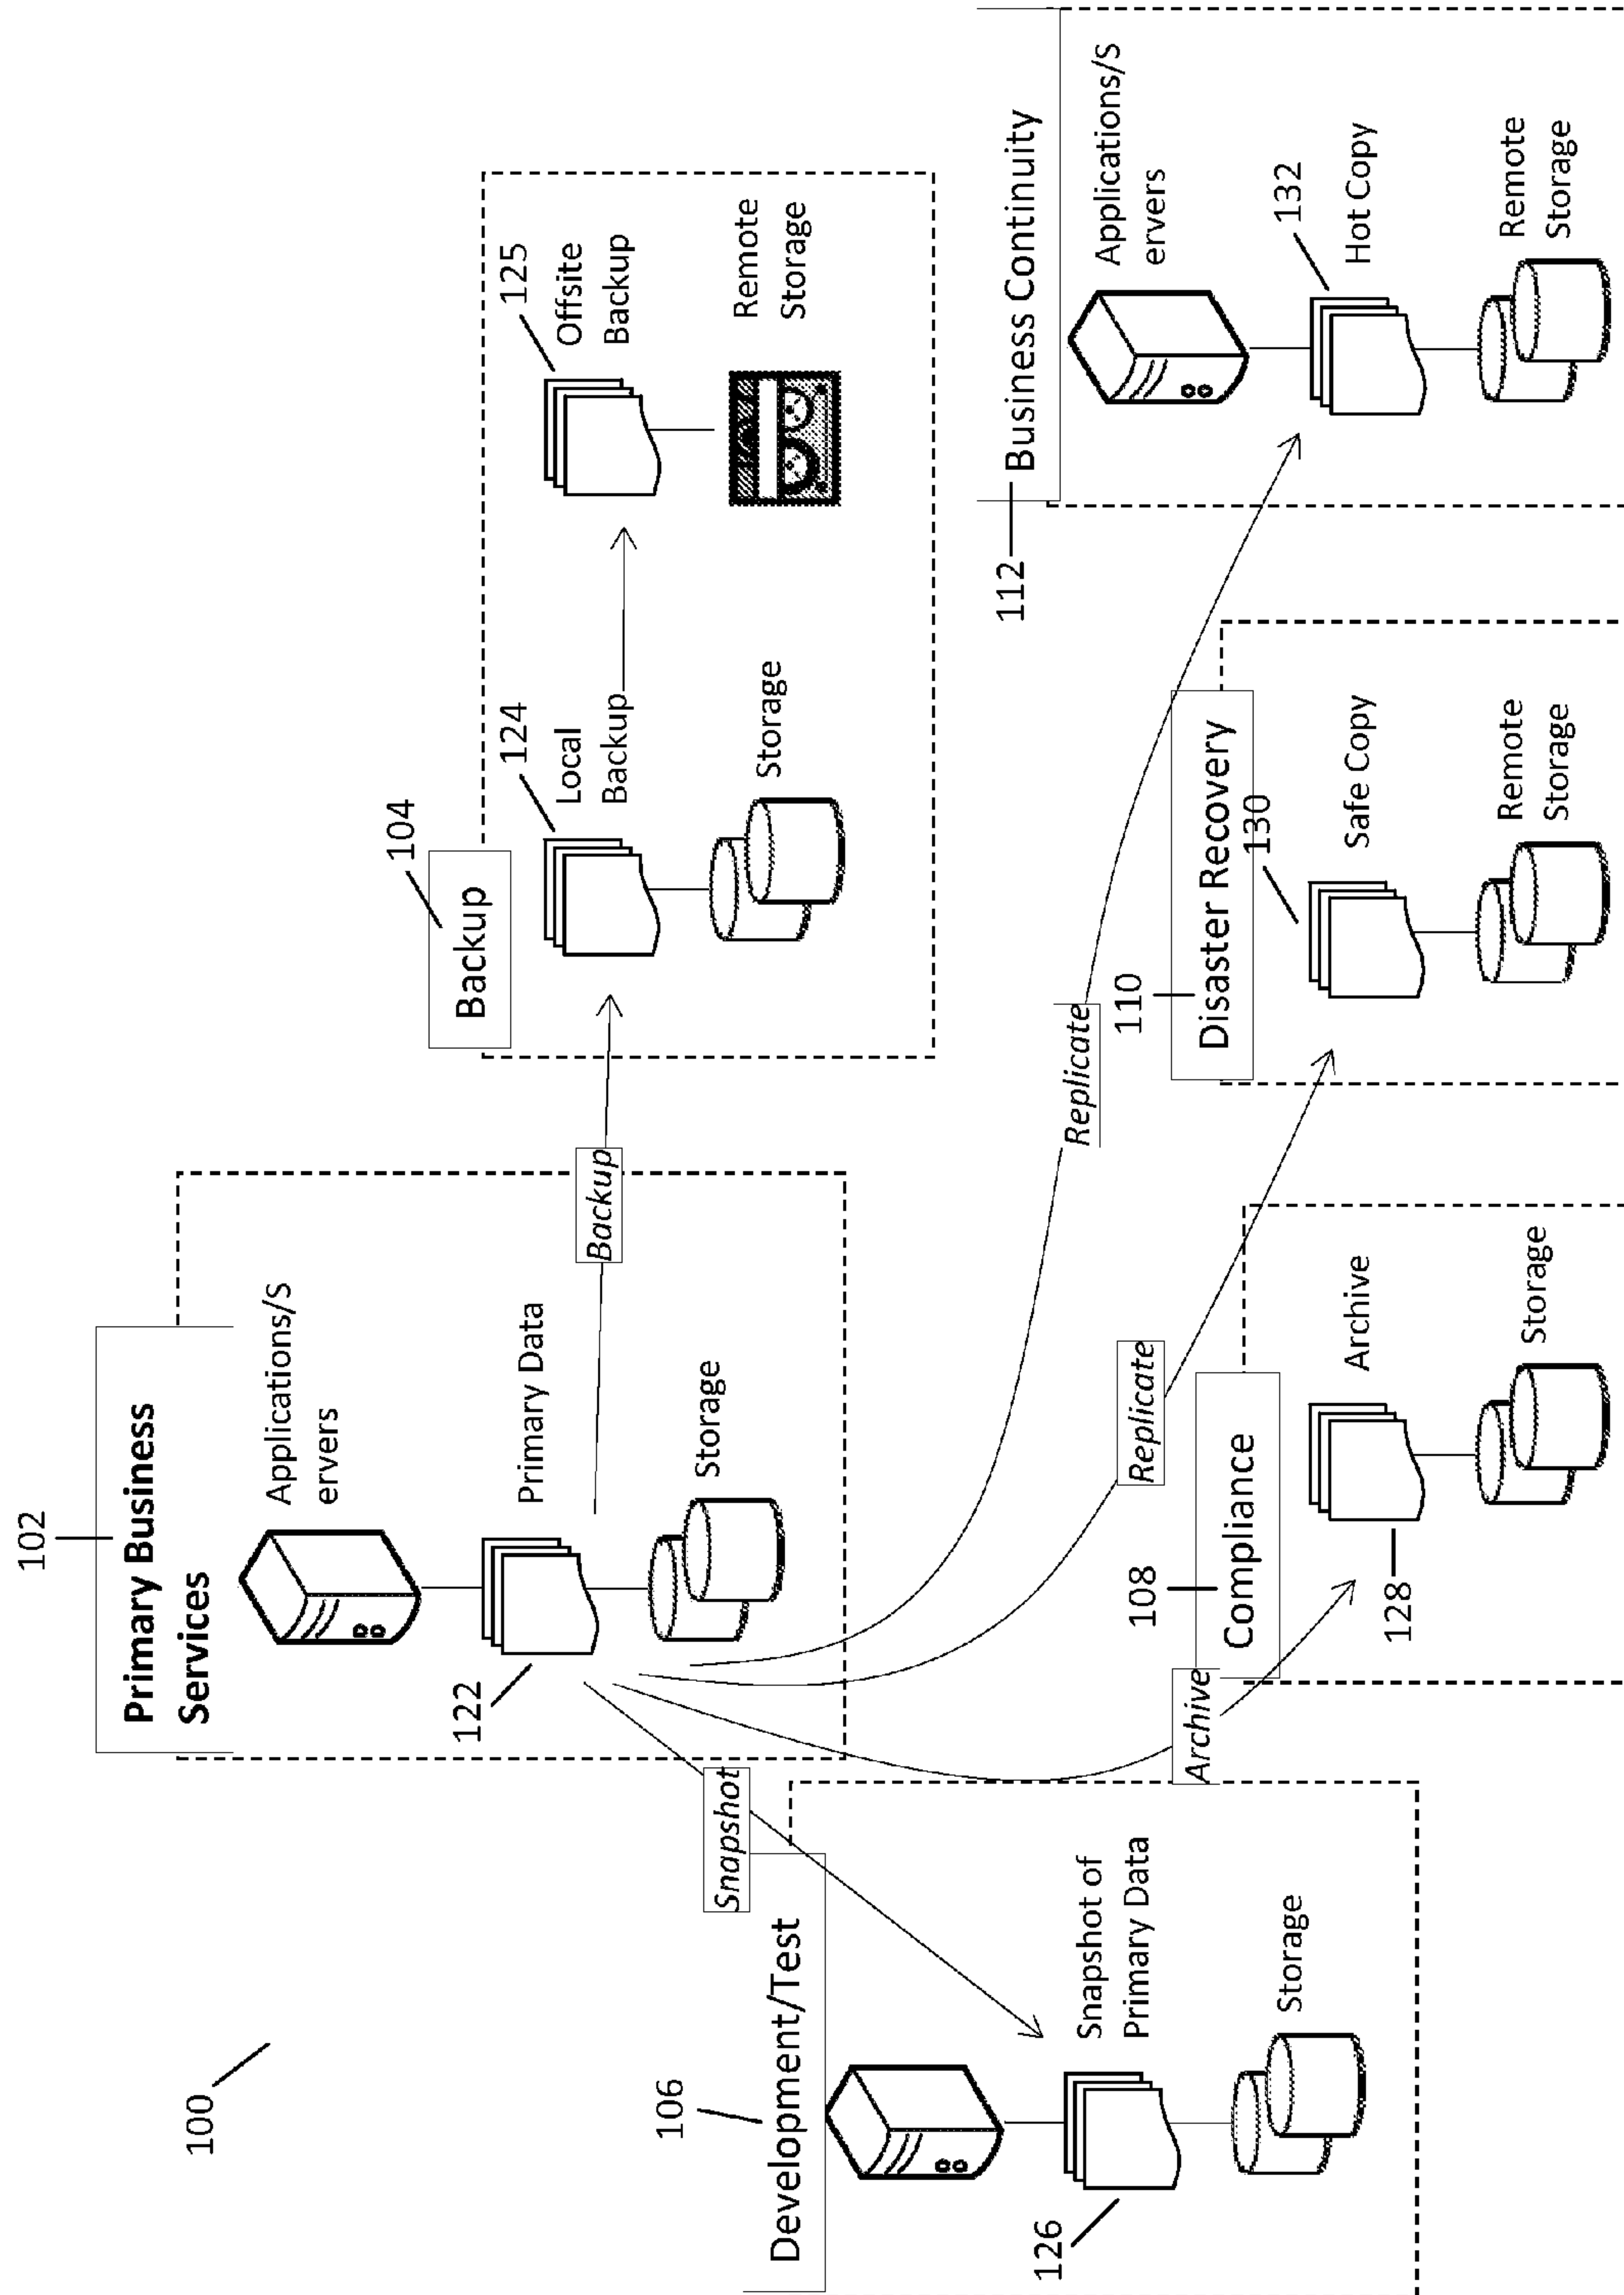 100
102
Primary Business
Services
Applications/S
ervers
122
Primary Data
Storage
Backup
104
Backup
124
Local
Backup
Storage
125
Offsite
Backup
Remote
Storage
Snapshot
106
Development/Test
126
Snapshot of
Primary Data
Storage
Archive
108
Compliance
128
Archive
Storage
Replicate
110
Disaster Recovery
130
Safe Copy
Remote
Storage
Replicate
112
Business Continuity
Applications/S
ervers
132
Hot Copy
Remote
Storage